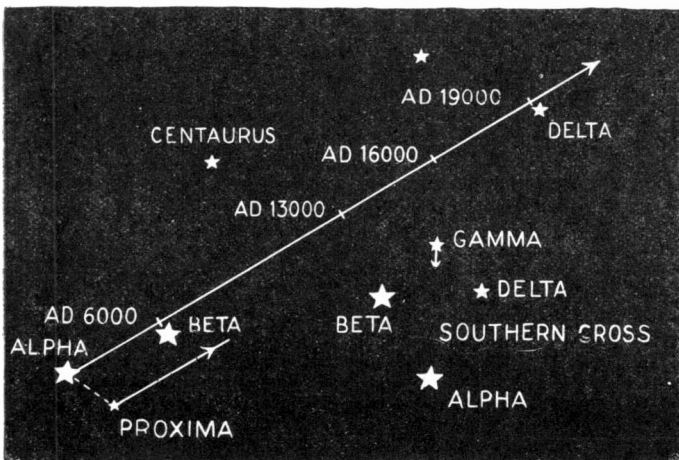 AD 19000
DELTA
CENTAURUS
AD 16000
AD 13000
GAMMA
DELTA
AD 6000
BETA
BETA
SOUTHERN CROSS
ALPHA
ALPHA
PROXIMA